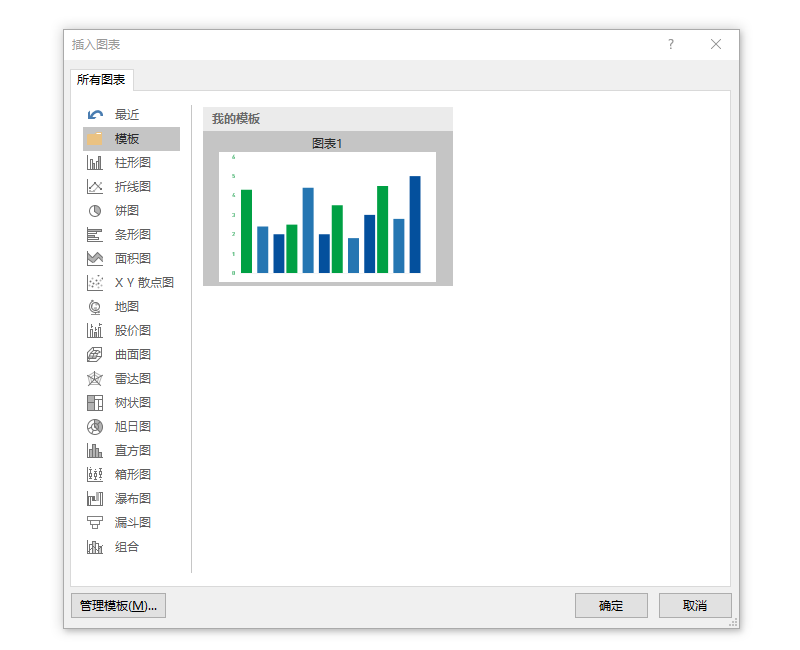 插入图表
?
所有图表
最近
模板
柱形图
折线图
饼图
条形图
面积图
X Y 散点图
地图
股价图
曲面图
雷达图
树状图
旭日图
直方图
箱形图
瀑布图
漏斗图
组合
我的模板
图表1
6
5
4
3
2
1
0
管理模板(M)...
确定
取消